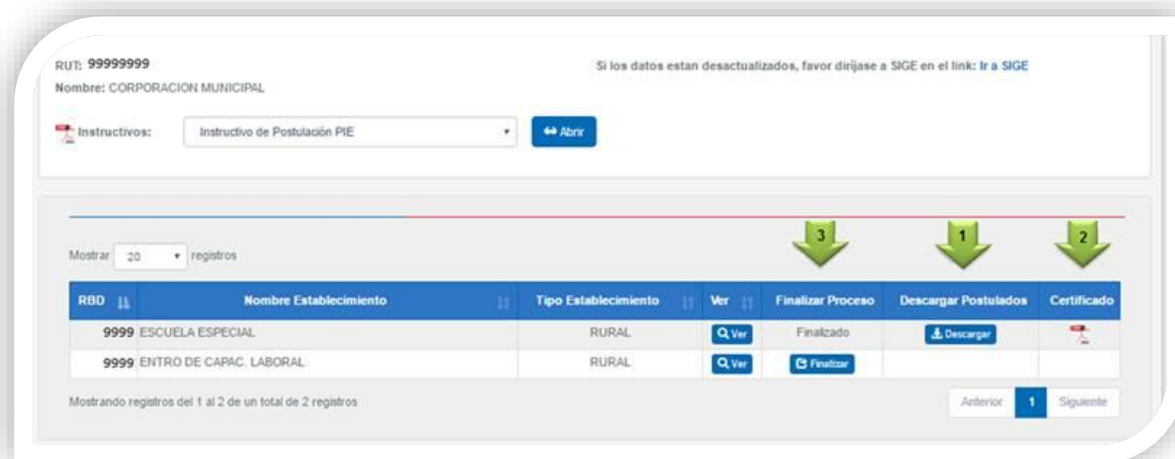 RUT: 99999999
Si los datos estan desactualizados, favor dirijase a SIGE en el link: Ir a SIGE
Nombre: CORPORACION MUNICIPAL
Instructivos: Instructivo de Postulación PIE Abrir
3 1 2
Mostrar 20 registros
RBD Nombre Establecimiento Tipo Establecimiento Ver Finalizar Proceso Descargar Postulados Certificado
9999 ESCUELA ESPECIAL RURAL Ver Finalizado Descargar
9999 ENTRO DE CAPAC. LABORAL RURAL Ver Finalizar
Mostrando registros del 1 al 2 de un total de 2 registros Anterior 1 Siguiente